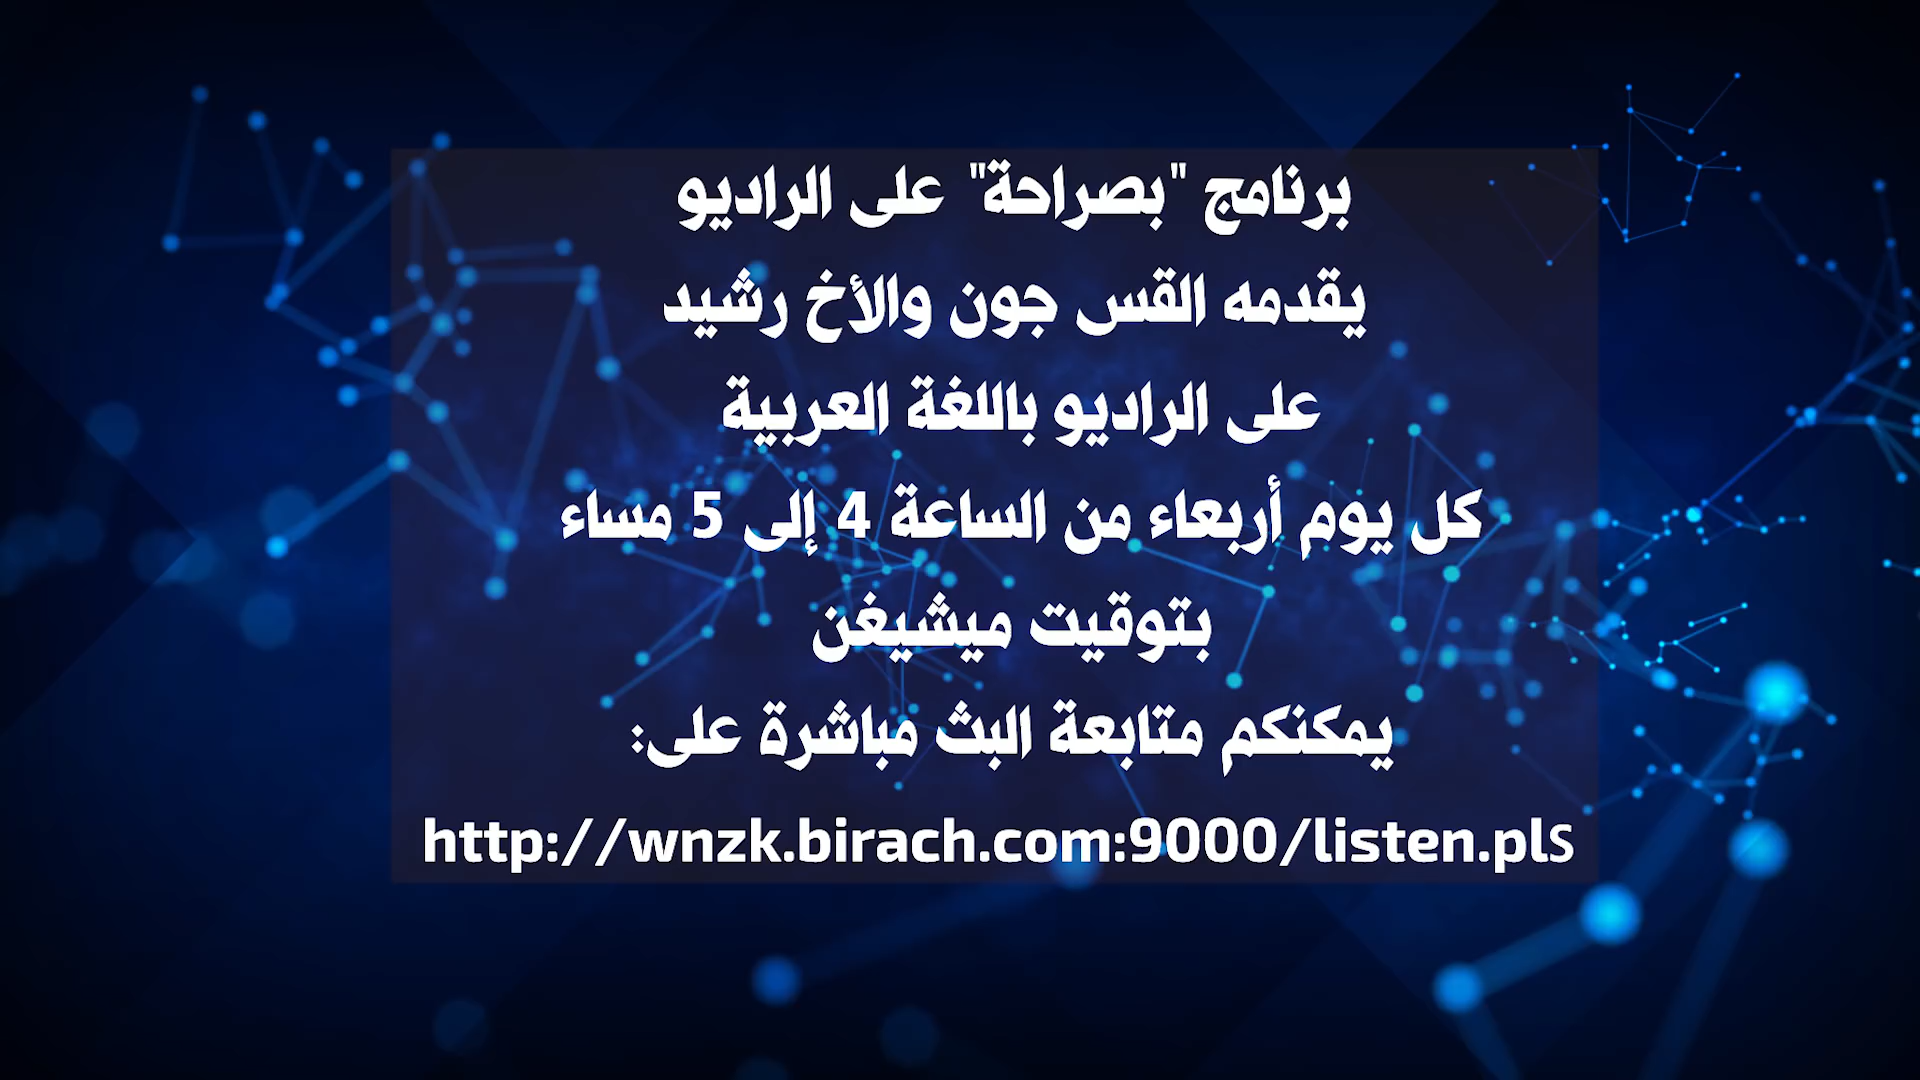 برنامج "بصراحة" على الراديو
يقدمه القس جون والأخ رشيد
على الراديو باللغة العربية
كل يوم أربعاء من الساعة 4 إلى 5 مساء
بتوقيت ميشيغن
يمكنكم متابعة البث مباشرة على:
http://wnzk.birach.com:9000/listen.pls